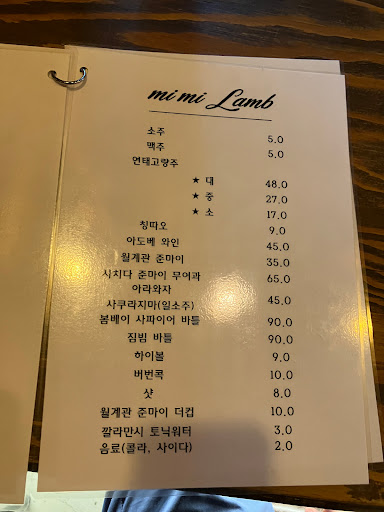 mimi Lamb
소주 5.0
맥주 5.0
연태고량주
★ 대 48.0
★ 중 27.0
★ 소 17.0
칭따오 9.0
아도베 와인 45.0
월계관 준마이 35.0
시치다 준마이 무여과 65.0
아라와자
사쿠라지마(일소주) 45.0
봄베이 사파이어 바틀 90.0
짐빔 바틀 90.0
하이볼 9.0
버번콕 10.0
샷 8.0
월계관 준마이 더컵 10.0
깔라만시 토닉워터 3.0
음료(콜라, 사이다) 2.0